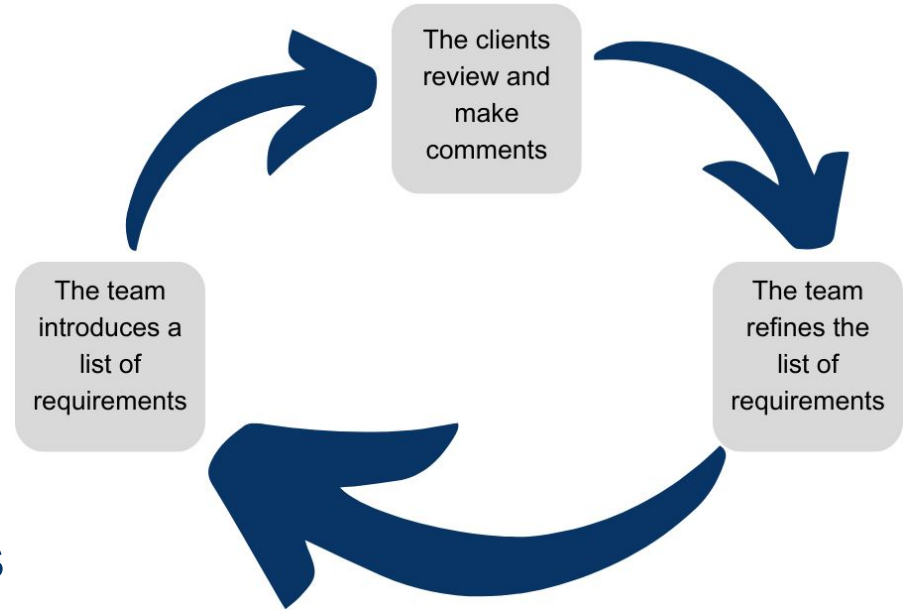 The clients
review and
make
comments
The team
introduces a
list of
requirements
The team
refines the
list of
requirements
s